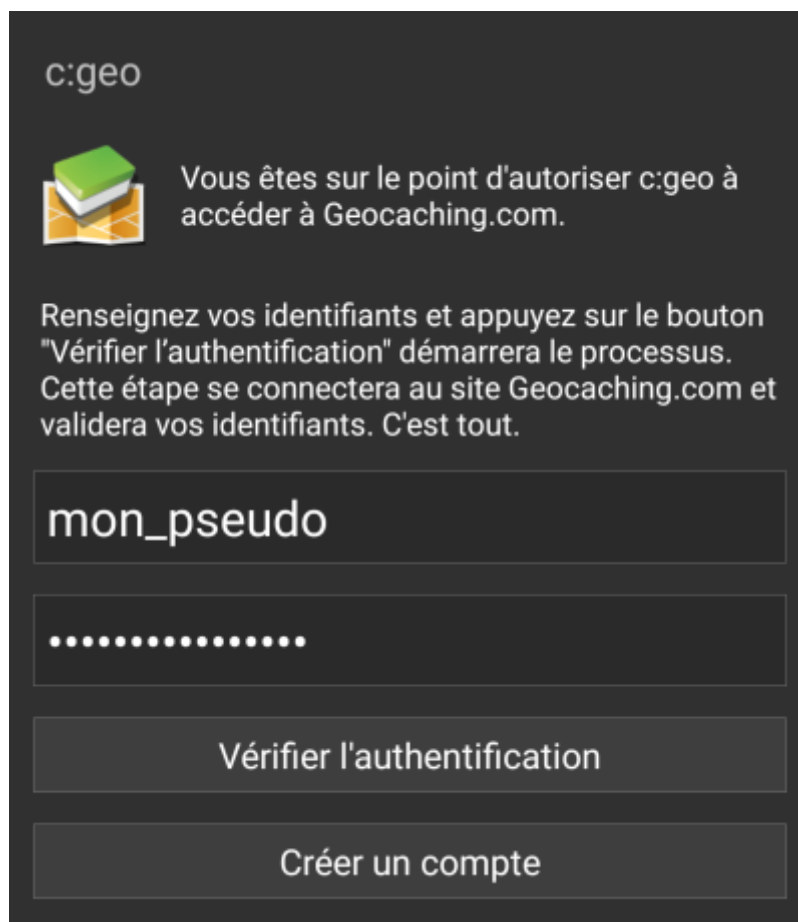 c:geo
Vous êtes sur le point d'autoriser c:geo à
accéder à Geocaching.com.
Renseignez vos identifiants et appuyez sur le bouton
"Vérifier l'authentification" démarrera le processus.
Cette étape se connectera au site Geocaching.com et
validera vos identifiants. C'est tout.
mon_pseudo
••••••••••••••••
Vérifier l'authentification
Créer un compte